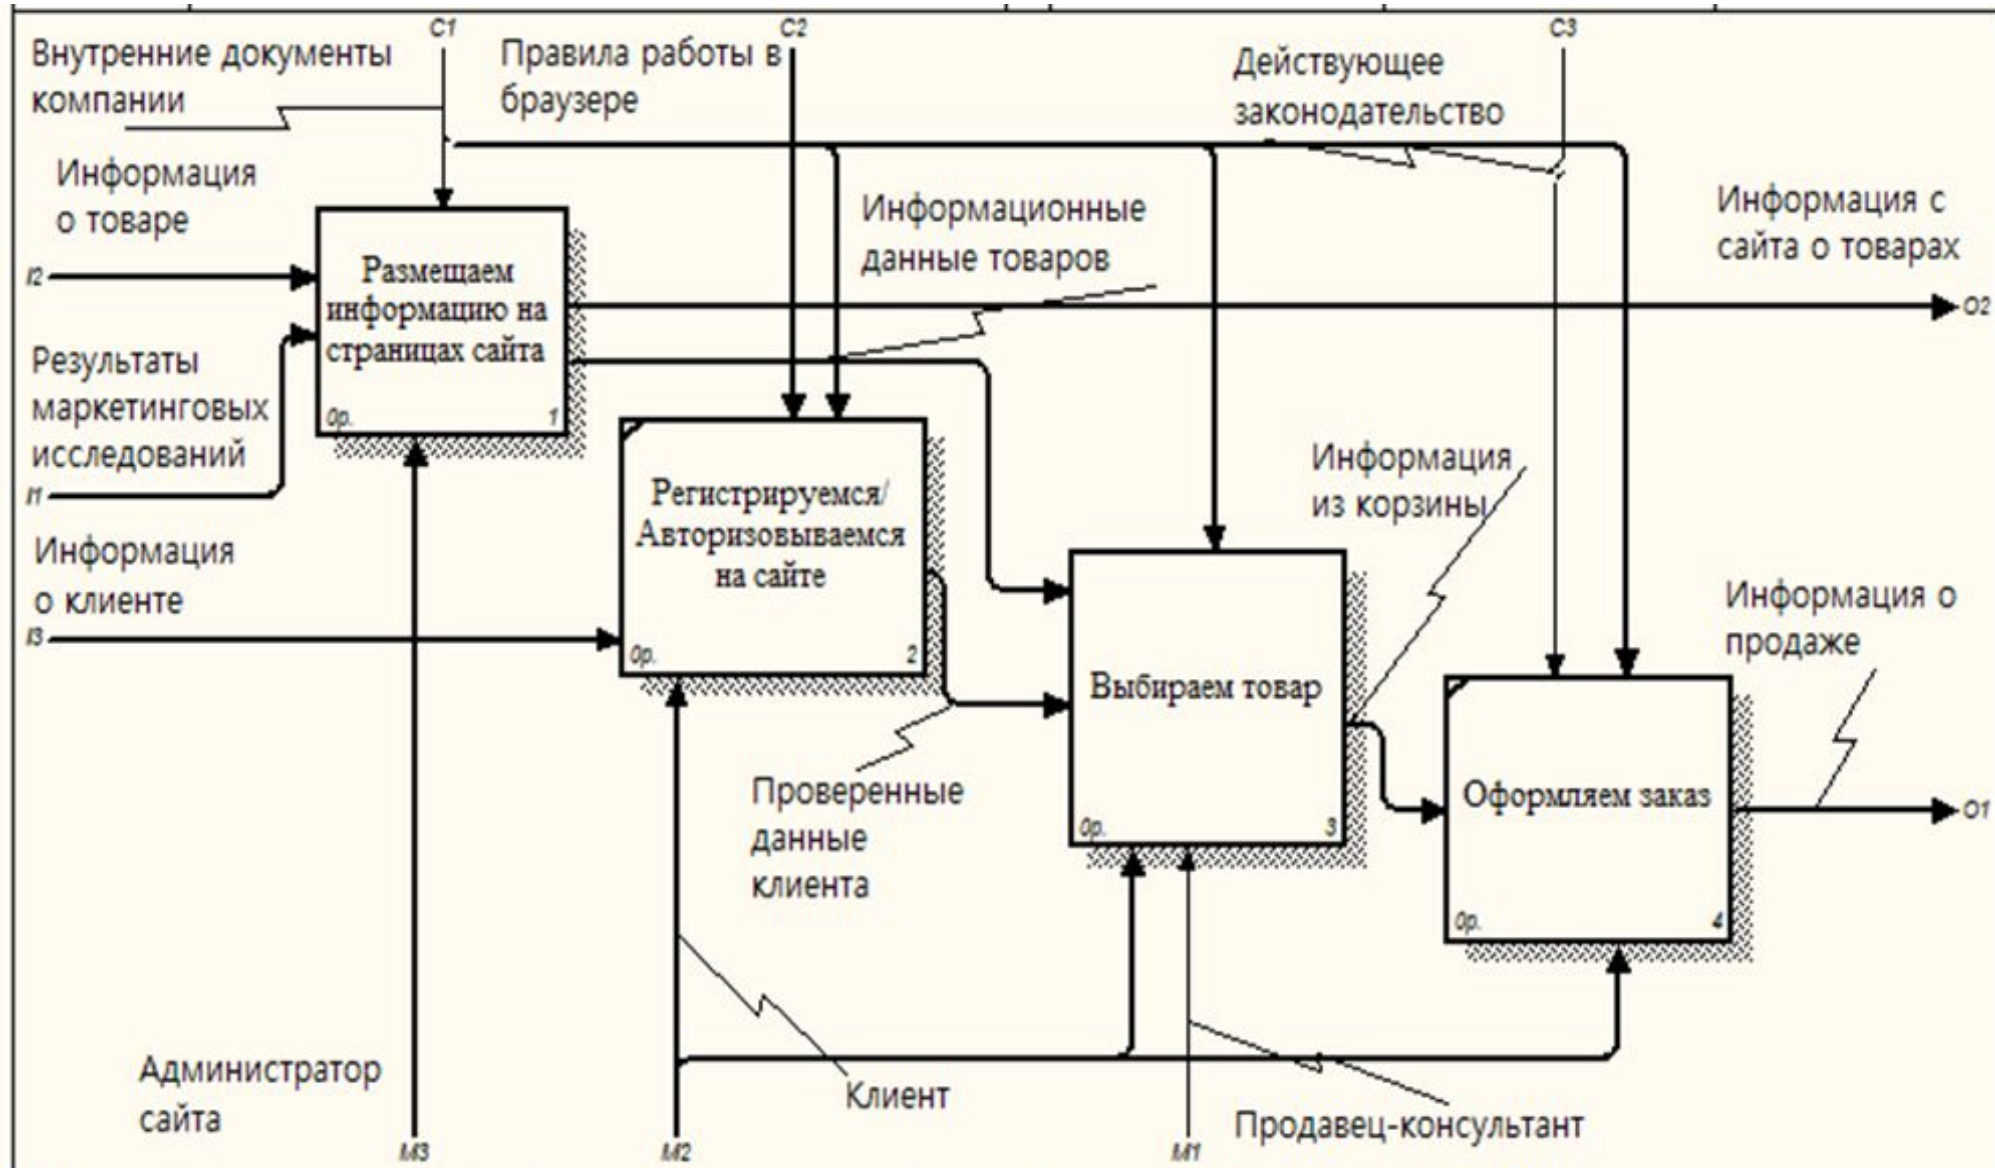 C1
C2
C3
Внутренние документы
компании
Правила работы в
браузере
Действующее
законодательство
Информация
о товаре
Информационные
данные товаров
Информация с
сайта о товарах
I2
Размещаем
информацию на
страницах сайта
0р.
1
O2
Результаты
маркетинговых
исследований
I1
Регистрируемся/
Авторизовываемся
на сайте
0р.
2
Информация
из корзины
Информация
о клиенте
I3
Информация о
продаже
Выбираем товар
0р.
3
Проверенные
данные
клиента
Оформляем заказ
0р.
4
O1
Администратор
сайта
Клиент
Продавец-консультант
M3
M2
M1